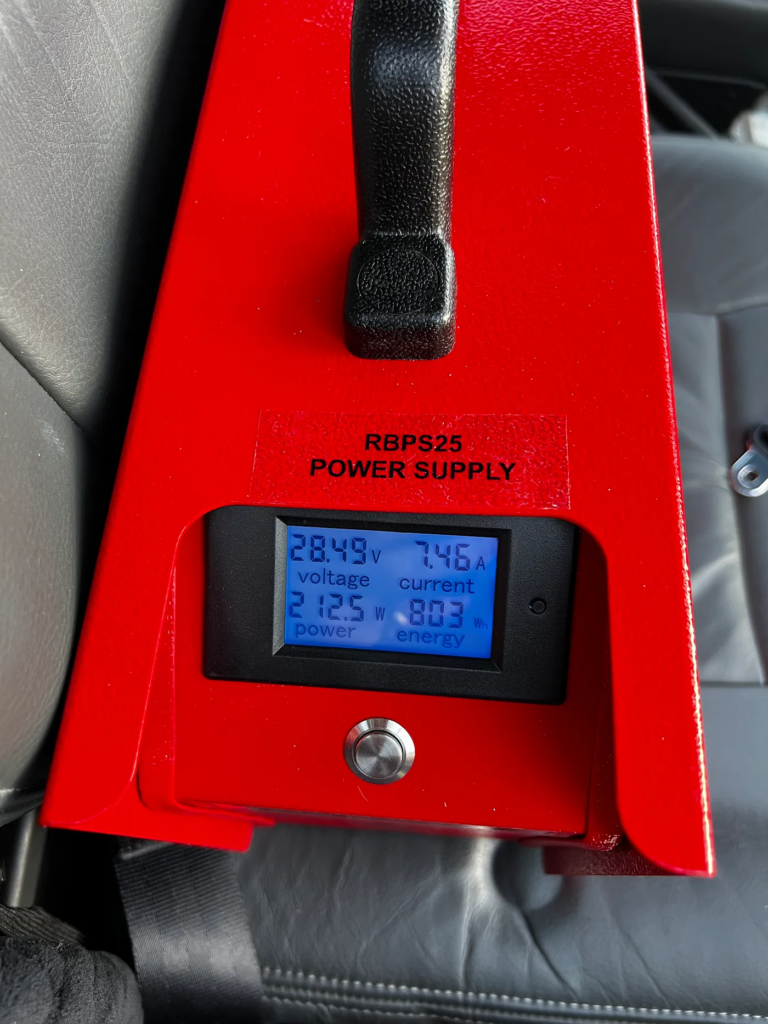 RBPS25
POWER SUPPLY
28.49 V 7.46 A
voltage current
212.5 W 803 Wh
power energy